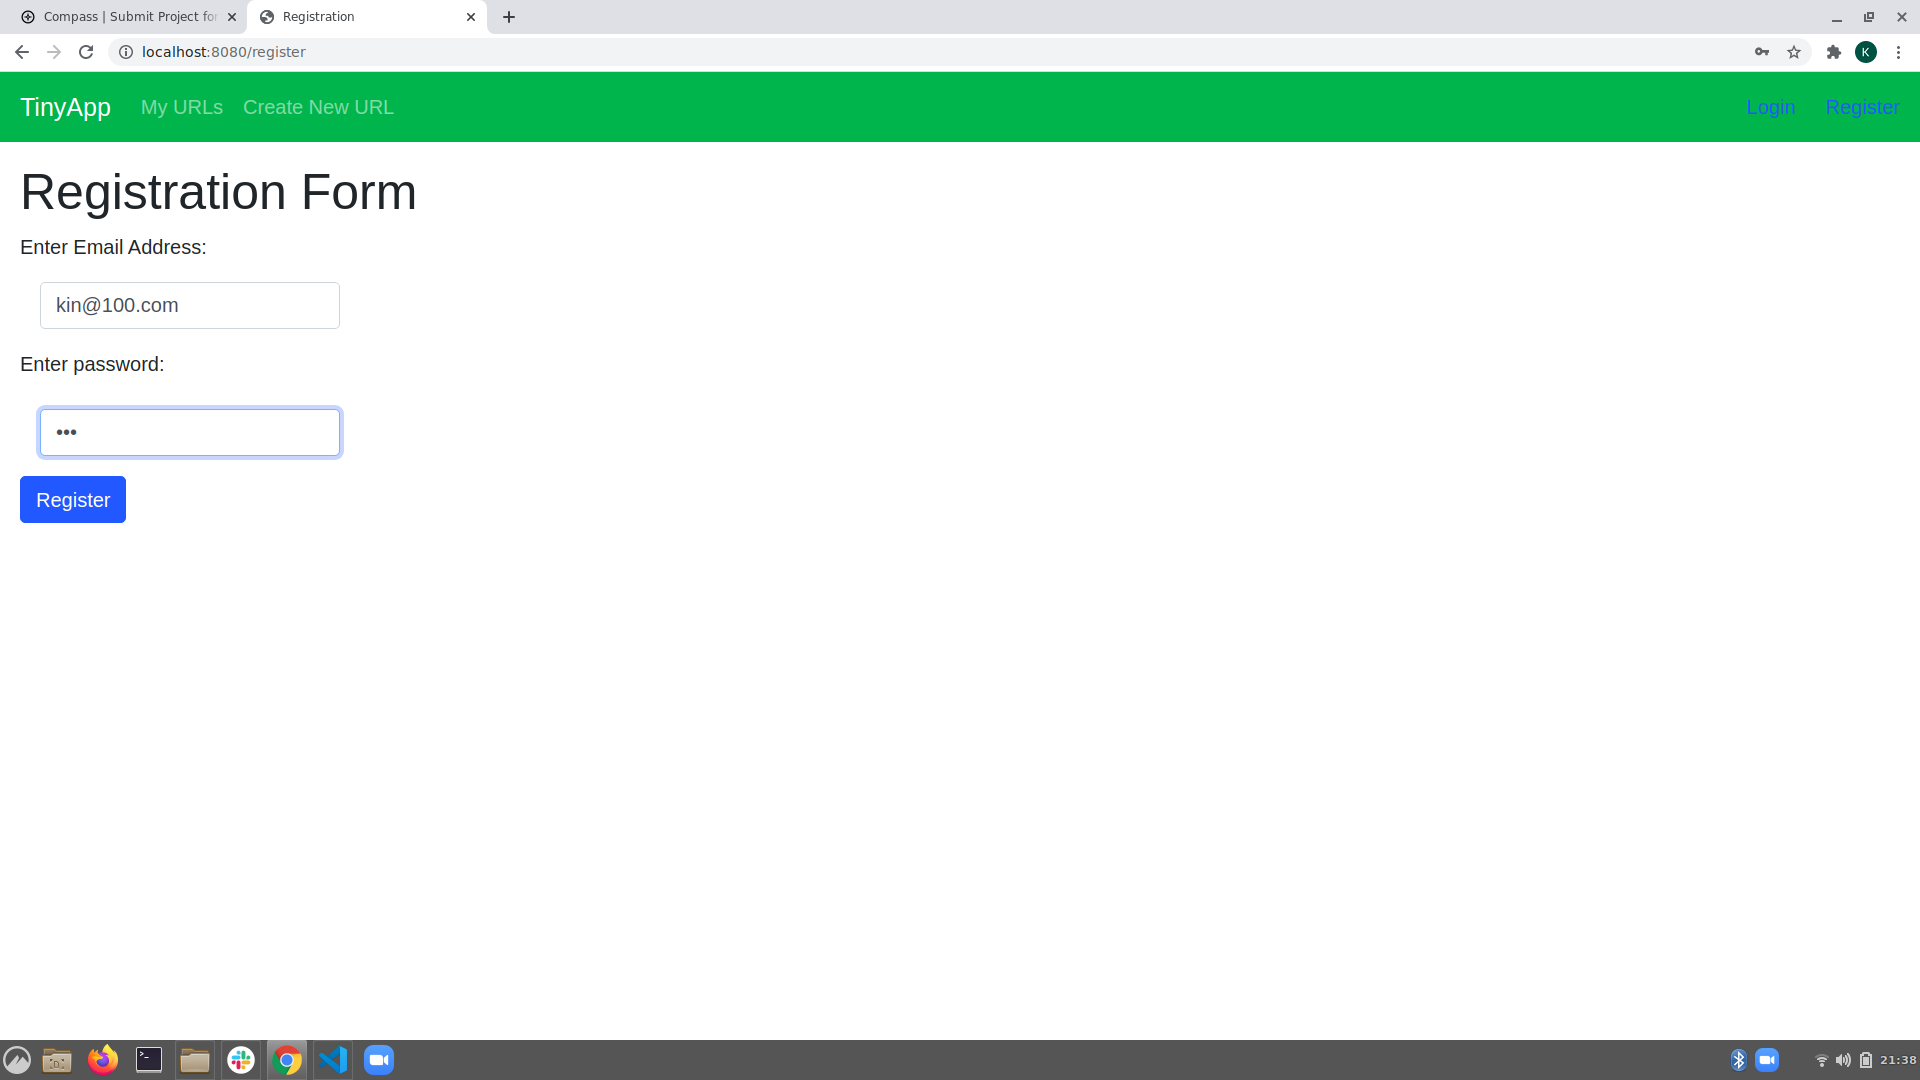 Compass | Submit Project for
Registration
localhost:8080/register
K
TinyApp My URLs Create New URL Login Register
Registration Form
Enter Email Address:
kin@100.com
Enter password:
•••
Register
21:38